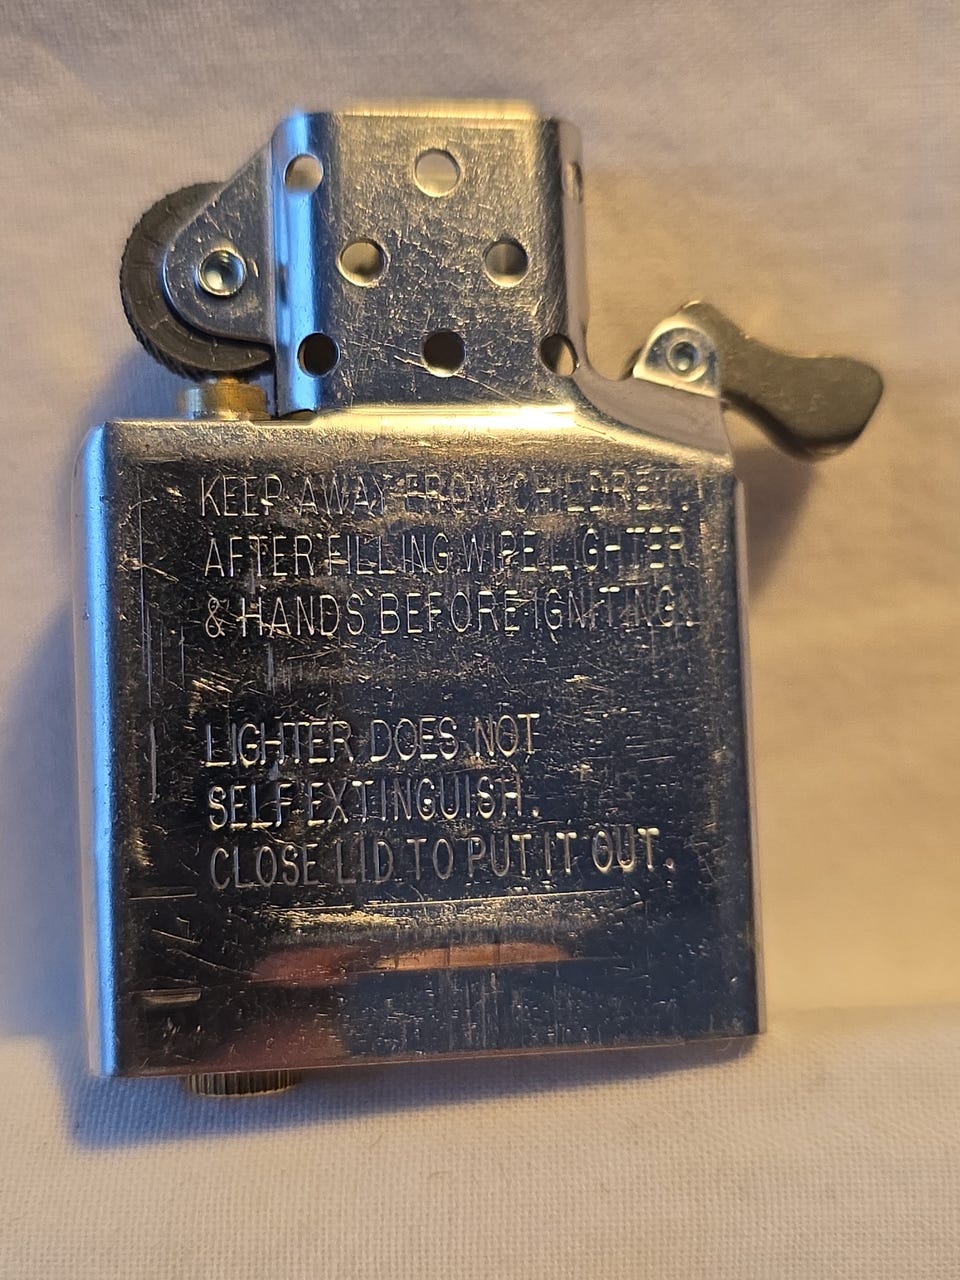 KEEP AWAY FROM CHILDREN.
AFTER FILLING WIPE LIGHTER
& HANDS BEFORE IGNITING.
LIGHTER DOES NOT
SELF EXTINGUISH.
CLOSE LID TO PUT IT OUT.